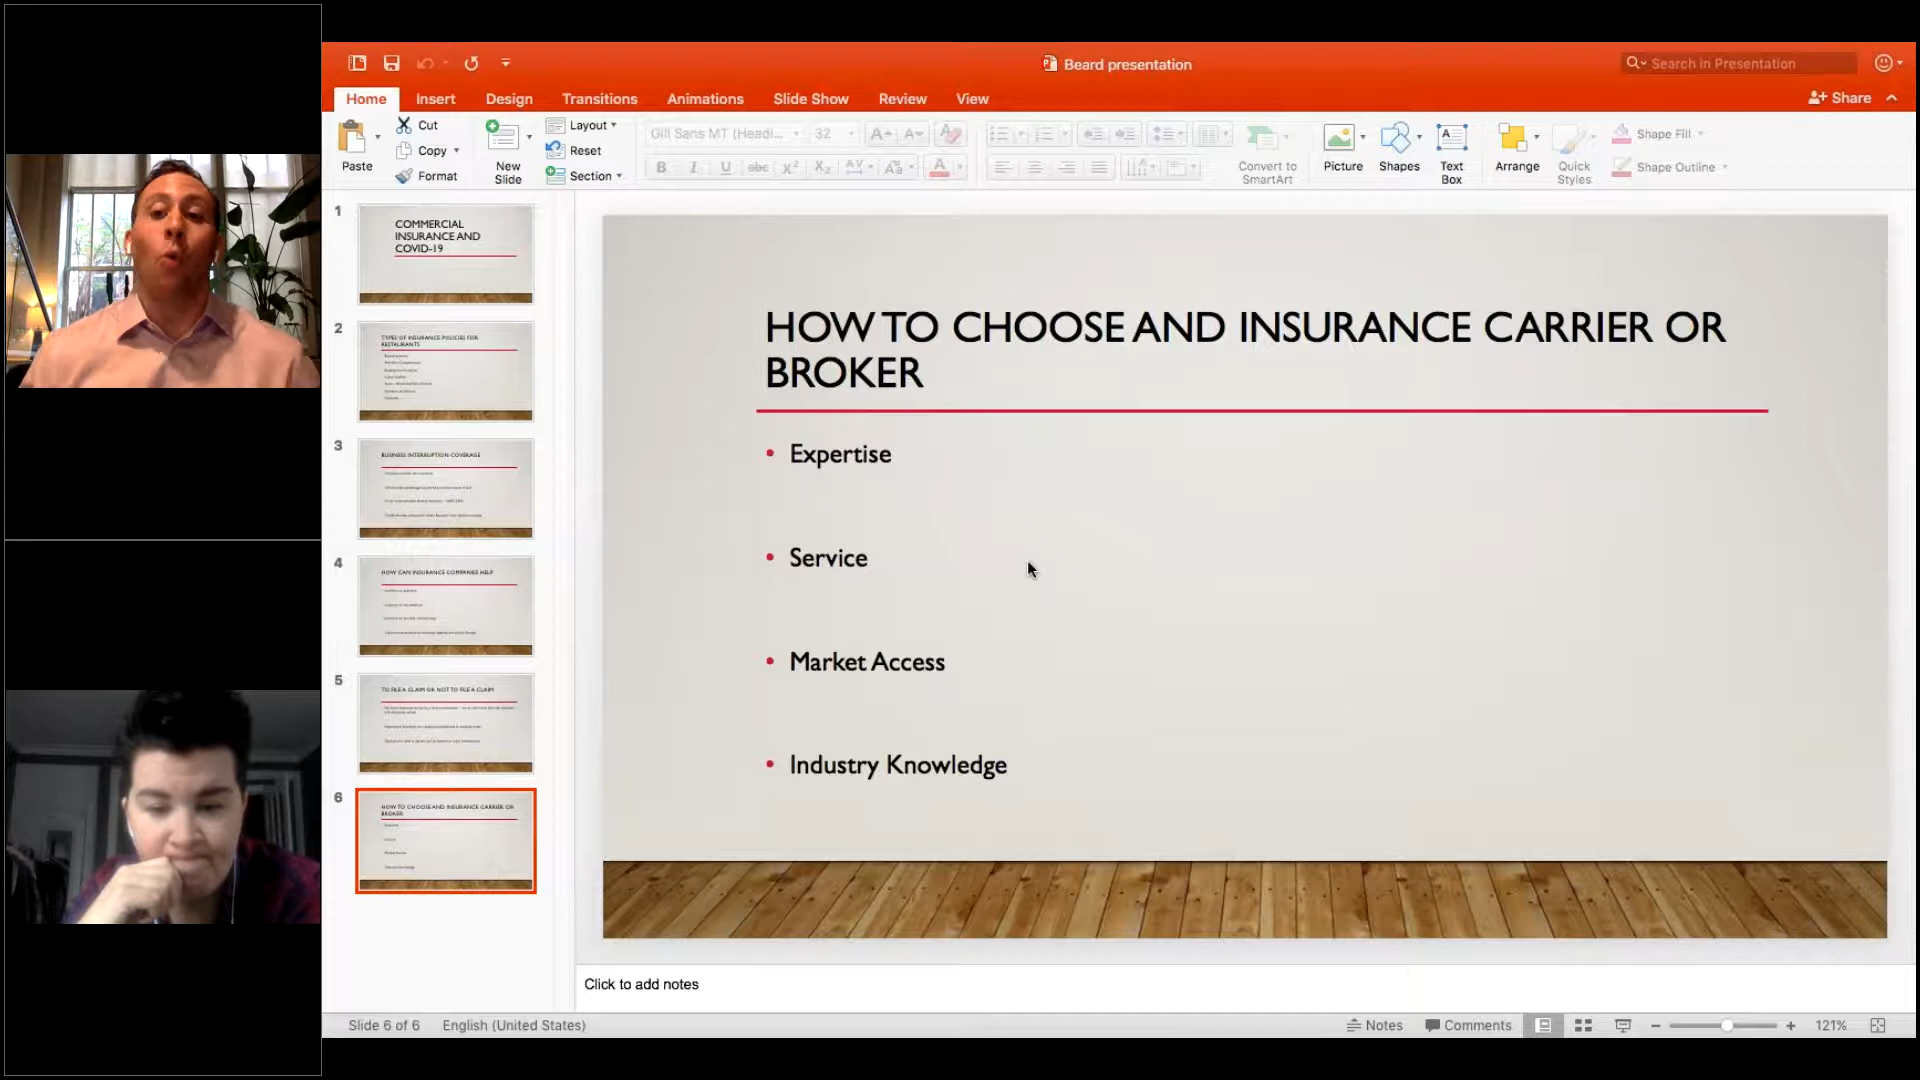 Beard presentation
Search in Presentation
Home Insert Design Transitions Animations Slide Show Review View
Share
Paste
Cut
Copy
Format
New
Slide
Layout
Reset
Section
Gill Sans MT (Headi... 32
Convert to
SmartArt
Picture
Shapes
Text
Box
Arrange
Quick
Styles
Shape Fill
Shape Outline
1
COMMERCIAL
INSURANCE AND
COVID-19
2
TYPES OF INSURANCE POLICIES FOR
RESTAURANTS
3
BUSINESS INTERRUPTION COVERAGE
4
HOW CAN INSURANCE COMPANIES HELP
5
TO FILE A CLAIM OR NOT TO FILE A CLAIM
6
HOW TO CHOOSE AND INSURANCE CARRIER OR
BROKER
HOW TO CHOOSE AND INSURANCE CARRIER OR
BROKER
• Expertise
• Service
• Market Access
• Industry Knowledge
Click to add notes
Slide 6 of 6 English (United States)
Notes Comments 121%